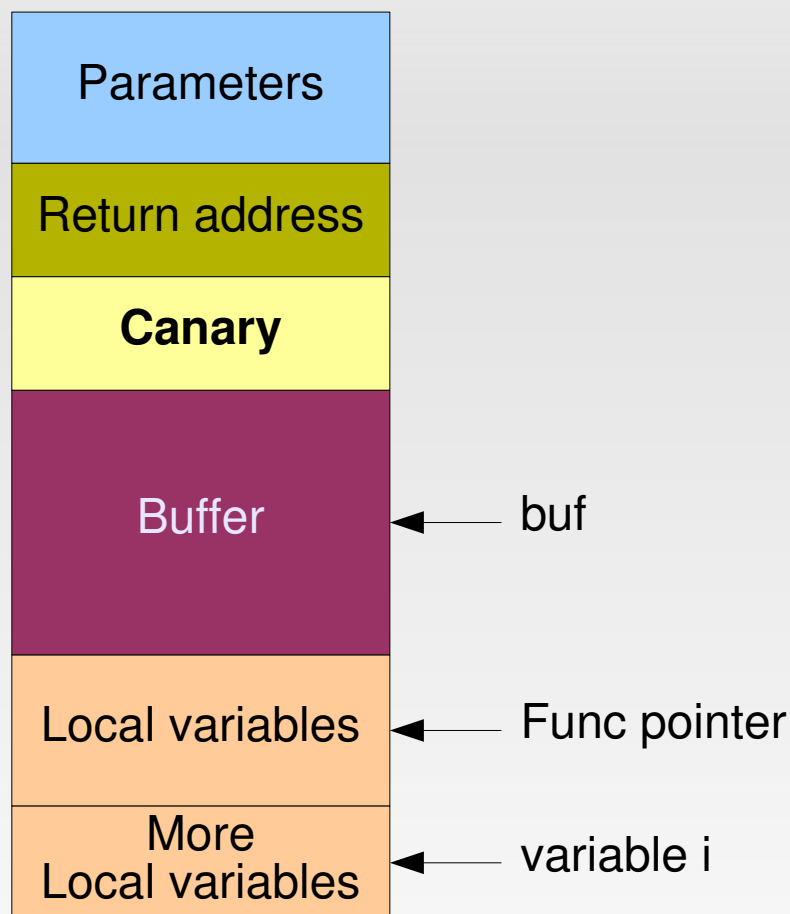 Parameters
Return address
Canary
Buffer
buf
Local variables
Func pointer
More
Local variables
variable i